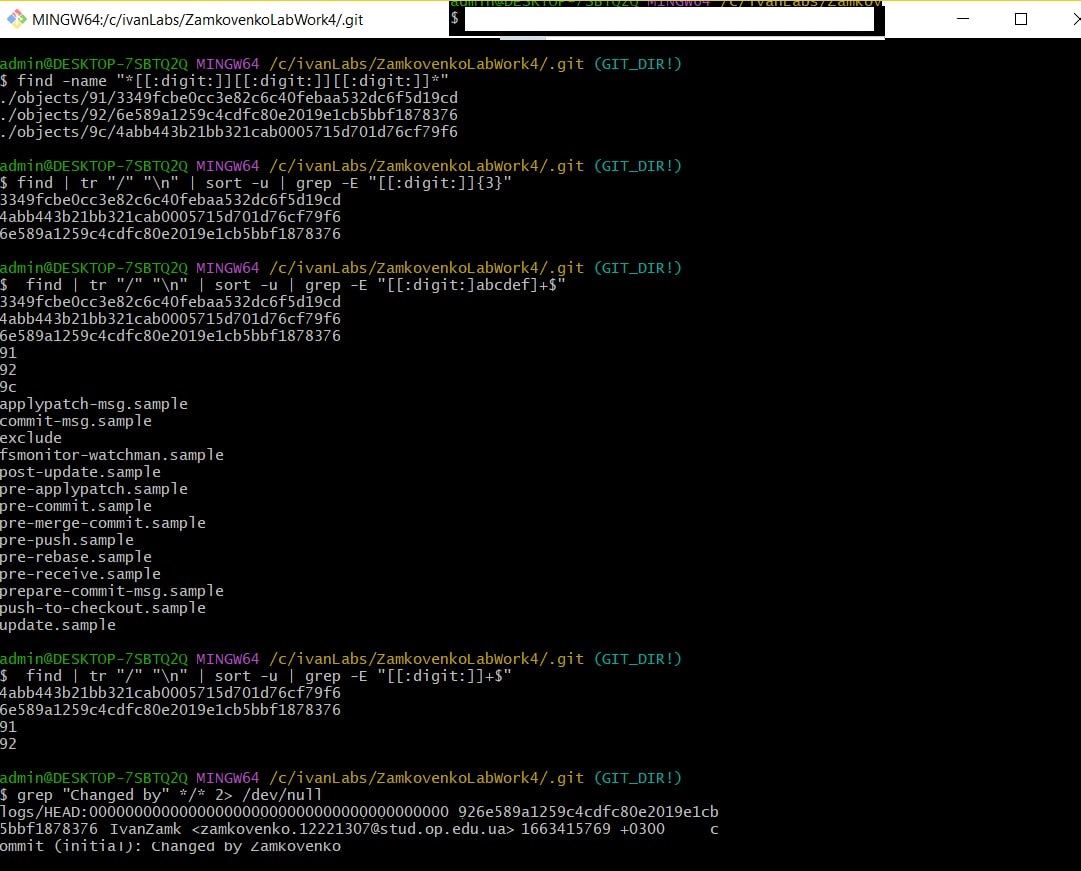 MINGW64:/c/ivanLabs/ZamkovenkoLabWork4/.git
$
admin@DESKTOP-7SBTQ2Q MINGW64 /c/ivanLabs/ZamkovenkoLabWork4/.git (GIT_DIR!)
$ find -name "*[[:digit:]][[:digit:]][[:digit:]]*"
./objects/91/3349fcbe0cc3e82c6c40febaa532dc6f5d19cd
./objects/92/6e589a1259c4cdfc80e2019e1cb5bbf1878376
./objects/9c/4abb443b21bb321cab0005715d701d76cf79f6
admin@DESKTOP-7SBTQ2Q MINGW64 /c/ivanLabs/ZamkovenkoLabWork4/.git (GIT_DIR!)
$ find | tr "/" "\n" | sort -u | grep -E "[[:digit:]]{3}"
3349fcbe0cc3e82c6c40febaa532dc6f5d19cd
4abb443b21bb321cab0005715d701d76cf79f6
6e589a1259c4cdfc80e2019e1cb5bbf1878376
admin@DESKTOP-7SBTQ2Q MINGW64 /c/ivanLabs/ZamkovenkoLabWork4/.git (GIT_DIR!)
$  find | tr "/" "\n" | sort -u | grep -E "[[:digit:]abcdef]+$"
3349fcbe0cc3e82c6c40febaa532dc6f5d19cd
4abb443b21bb321cab0005715d701d76cf79f6
6e589a1259c4cdfc80e2019e1cb5bbf1878376
91
92
9c
applypatch-msg.sample
commit-msg.sample
exclude
fsmonitor-watchman.sample
post-update.sample
pre-applypatch.sample
pre-commit.sample
pre-merge-commit.sample
pre-push.sample
pre-rebase.sample
pre-receive.sample
prepare-commit-msg.sample
push-to-checkout.sample
update.sample
admin@DESKTOP-7SBTQ2Q MINGW64 /c/ivanLabs/ZamkovenkoLabWork4/.git (GIT_DIR!)
$  find | tr "/" "\n" | sort -u | grep -E "[[:digit:]]+$"
4abb443b21bb321cab0005715d701d76cf79f6
6e589a1259c4cdfc80e2019e1cb5bbf1878376
91
92
admin@DESKTOP-7SBTQ2Q MINGW64 /c/ivanLabs/ZamkovenkoLabWork4/.git (GIT_DIR!)
$ grep "Changed by" */* 2> /dev/null
logs/HEAD:0000000000000000000000000000000000000000 926e589a1259c4cdfc80e2019e1cb
5bbf1878376 IvanZamk <zamkovenko.12221307@stud.op.edu.ua> 1663415769 +0300     c
ommit (initial): Changed by Zamkovenko